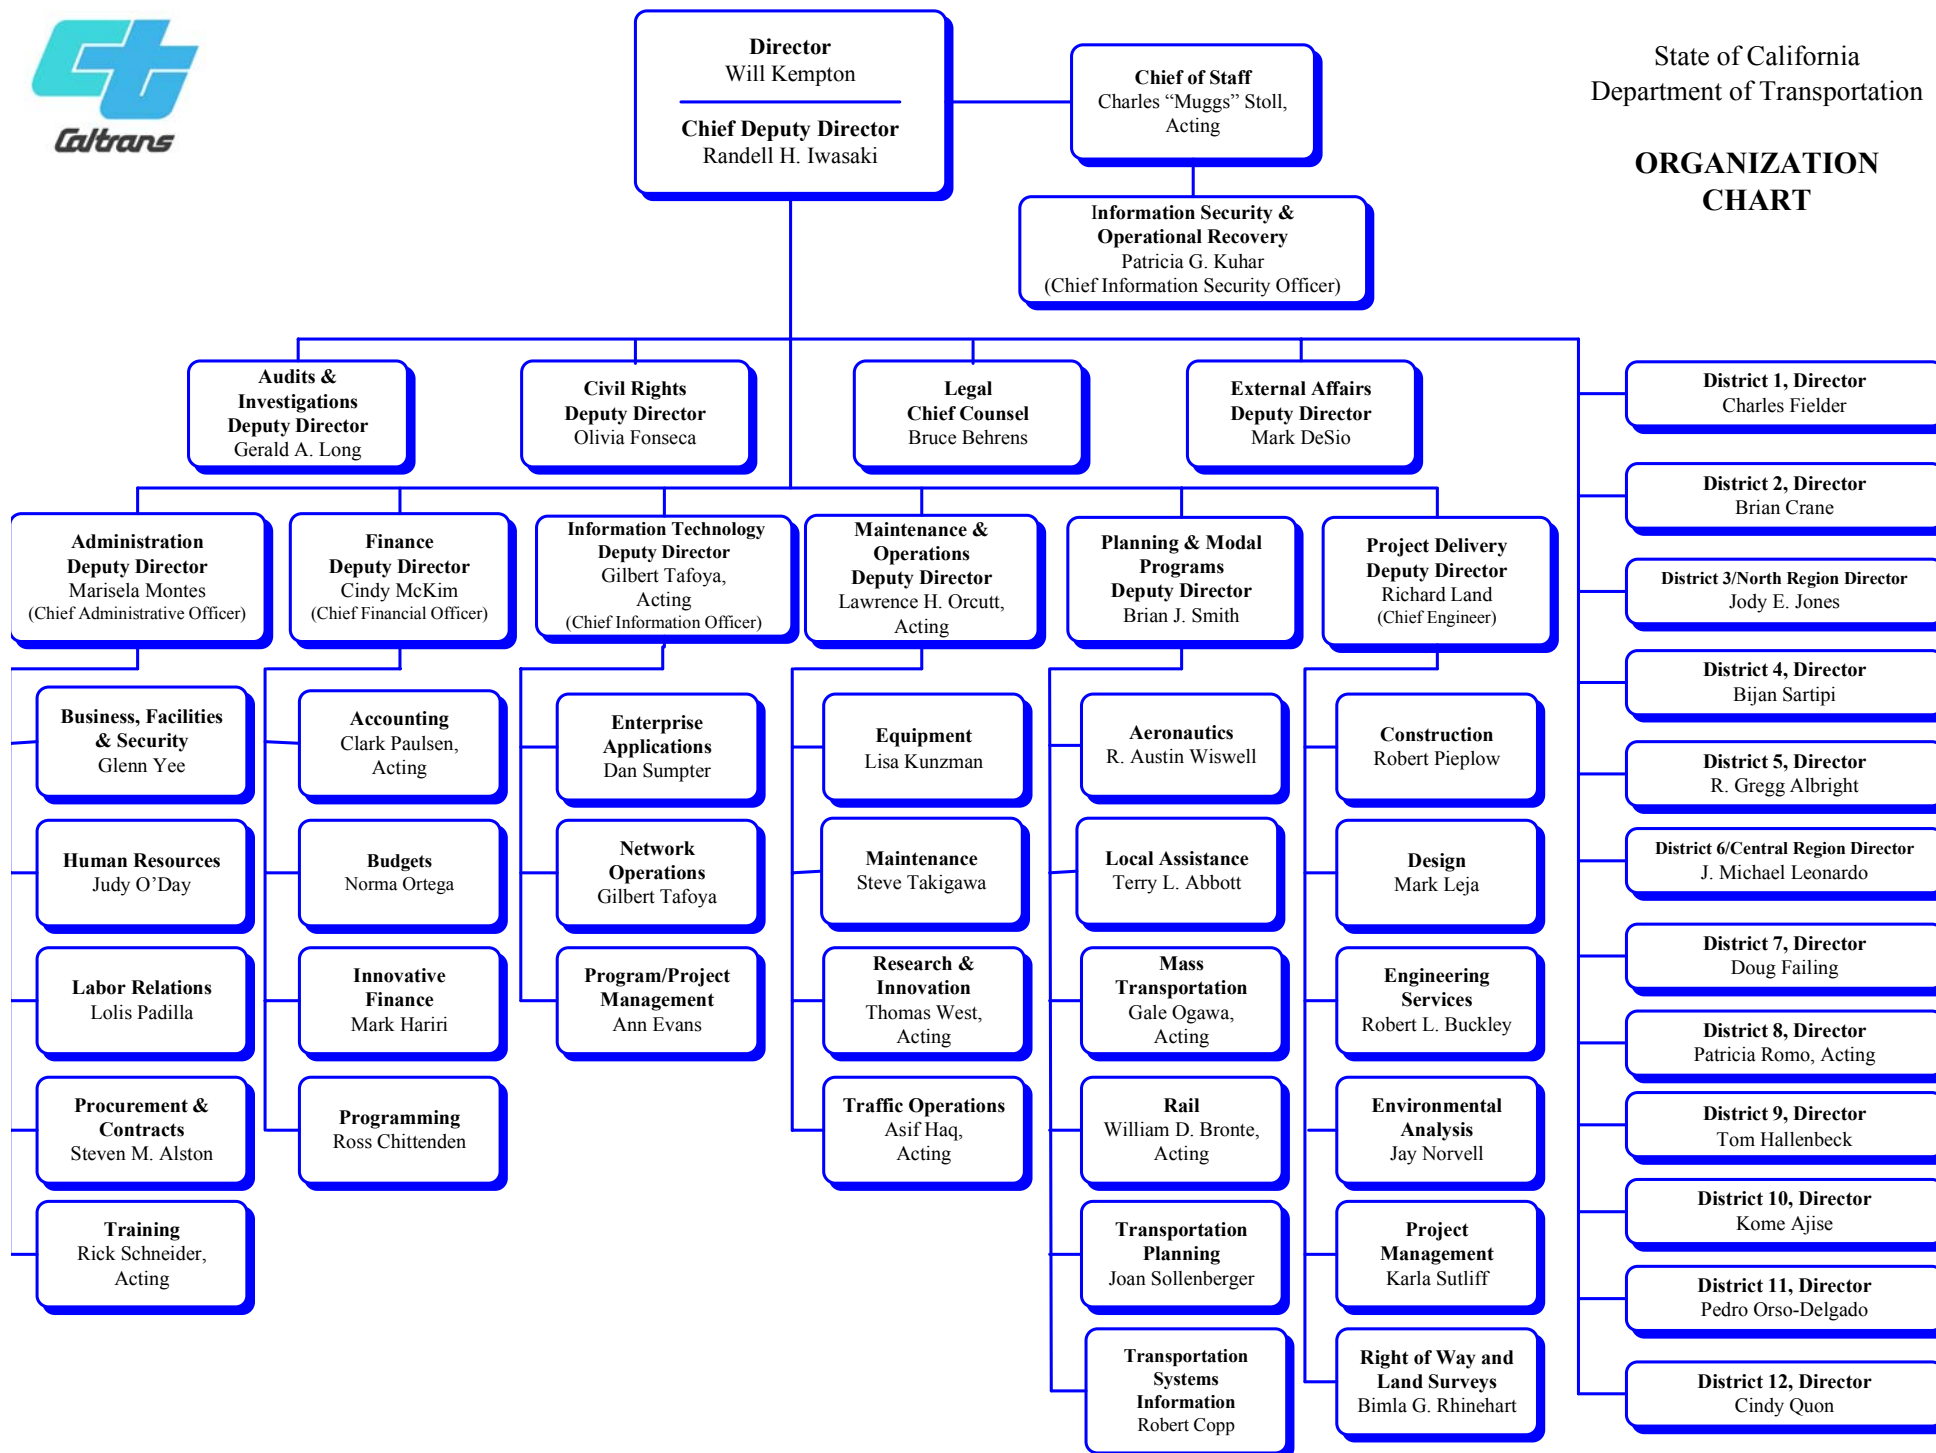 Caltrans
Director
Will Kempton
Chief Deputy Director
Randell H. Iwasaki
Chief of Staff
Charles “Muggs” Stoll,
Acting
State of California
Department of Transportation
ORGANIZATION
CHART
Information Security &
Operational Recovery
Patricia G. Kuhar
(Chief Information Security Officer)
Audits &
Investigations
Deputy Director
Gerald A. Long
Civil Rights
Deputy Director
Olivia Fonseca
Legal
Chief Counsel
Bruce Behrens
External Affairs
Deputy Director
Mark DeSio
Administration
Deputy Director
Marisela Montes
(Chief Administrative Officer)
Finance
Deputy Director
Cindy McKim
(Chief Financial Officer)
Information Technology
Deputy Director
Gilbert Tafoya,
Acting
(Chief Information Officer)
Maintenance &
Operations
Deputy Director
Lawrence H. Orcutt,
Acting
Planning & Modal
Programs
Deputy Director
Brian J. Smith
Project Delivery
Deputy Director
Richard Land
(Chief Engineer)
Business, Facilities
& Security
Glenn Yee
Human Resources
Judy O’Day
Labor Relations
Lolis Padilla
Procurement &
Contracts
Steven M. Alston
Training
Rick Schneider,
Acting
Accounting
Clark Paulsen,
Acting
Budgets
Norma Ortega
Innovative
Finance
Mark Hariri
Programming
Ross Chittenden
Enterprise
Applications
Dan Sumpter
Network
Operations
Gilbert Tafoya
Program/Project
Management
Ann Evans
Equipment
Lisa Kunzman
Maintenance
Steve Takigawa
Research &
Innovation
Thomas West,
Acting
Traffic Operations
Asif Haq,
Acting
Aeronautics
R. Austin Wiswell
Local Assistance
Terry L. Abbott
Mass
Transportation
Gale Ogawa,
Acting
Rail
William D. Bronte,
Acting
Transportation
Planning
Joan Sollenberger
Transportation
Systems
Information
Robert Copp
Construction
Robert Pieplow
Design
Mark Leja
Engineering
Services
Robert L. Buckley
Environmental
Analysis
Jay Norvell
Project
Management
Karla Sutliff
Right of Way and
Land Surveys
Bimla G. Rhinehart
District 1, Director
Charles Fielder
District 2, Director
Brian Crane
District 3/North Region Director
Jody E. Jones
District 4, Director
Bijan Sartipi
District 5, Director
R. Gregg Albright
District 6/Central Region Director
J. Michael Leonardo
District 7, Director
Doug Failing
District 8, Director
Patricia Romo, Acting
District 9, Director
Tom Hallenbeck
District 10, Director
Kome Ajise
District 11, Director
Pedro Orso-Delgado
District 12, Director
Cindy Quon